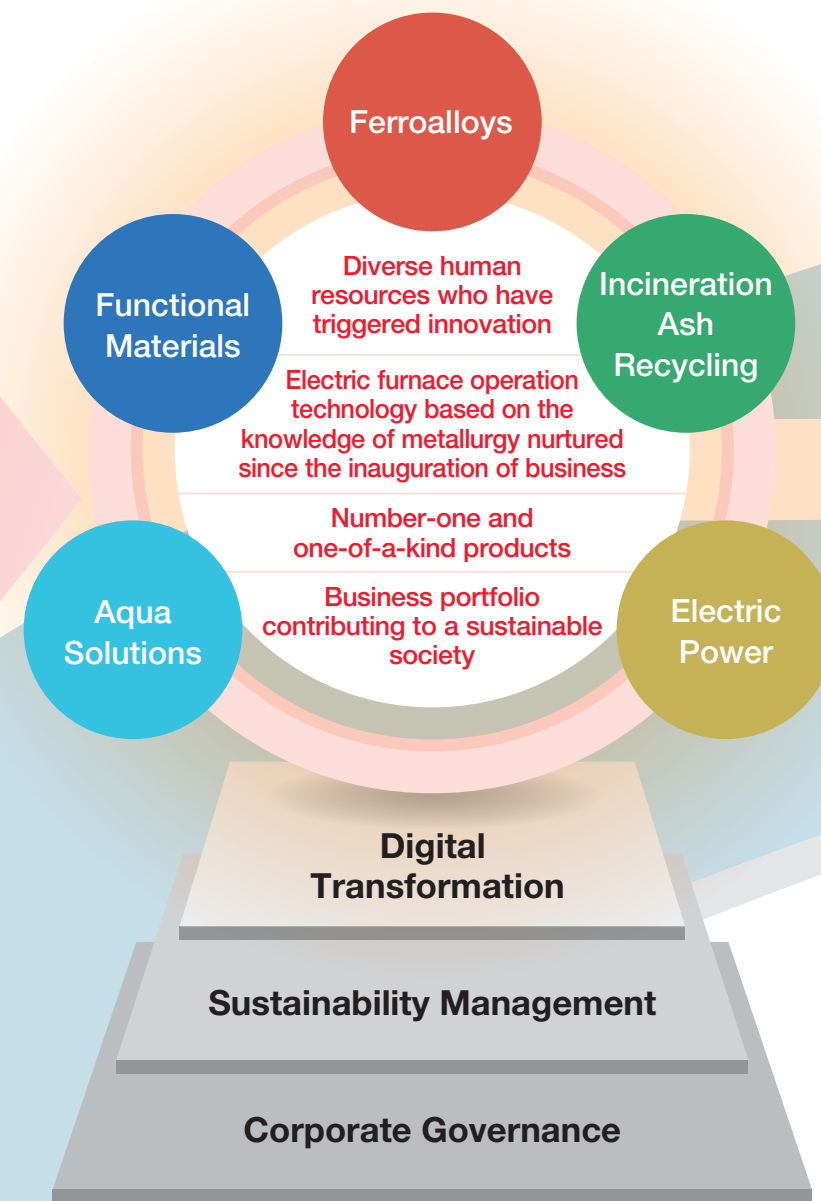 Ferroalloys
Functional
Materials
Incineration
Ash
Recycling
Diverse human
resources who have
triggered innovation
Electric furnace operation
technology based on the
knowledge of metallurgy nurtured
since the inauguration of business
Number-one and
one-of-a-kind products
Business portfolio
contributing to a sustainable
society
Aqua
Solutions
Electric
Power
Digital
Transformation
Sustainability Management
Corporate Governance